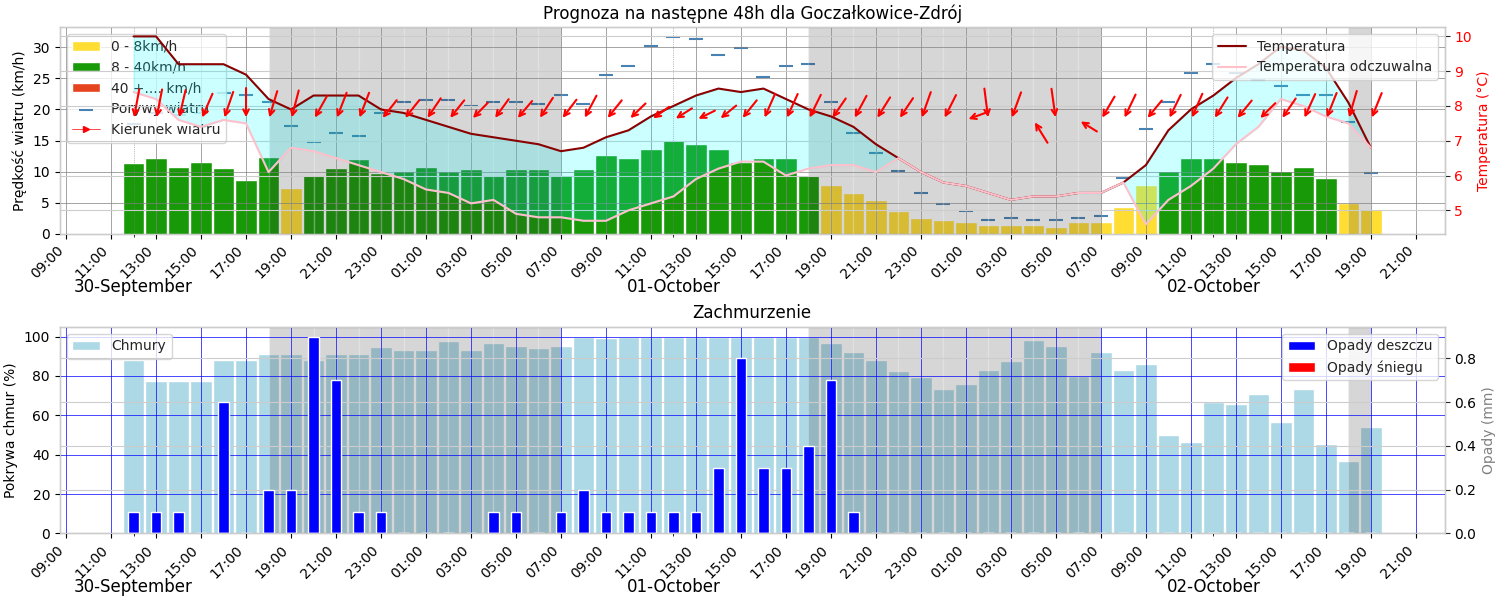 Prognoza na następne 48h dla Goczałkowice-Zdrój
Prędkość wiatru (km/h)
30
25
20
15
10
5
0
0 - 8km/h
8 - 40km/h
40 +.... km/h
Porywy wiatru
Kierunek wiatru
Temperatura
Temperatura odczuwalna
10
9
8
7
6
5
Temperatura (°C)
09:00 11:00 13:00 15:00 17:00 19:00 21:00 23:00 01:00 03:00 05:00 07:00 09:00 11:00 13:00 15:00 17:00 19:00 21:00 23:00 01:00 03:00 05:00 07:00 09:00 11:00 13:00 15:00 17:00 19:00 21:00
30-September 01-October 02-October
Zachmurzenie
Pokrywa chmur (%)
100
80
60
40
20
0
Chmury
Opady deszczu
Opady śniegu
0.8
0.6
0.4
0.2
0.0
Opady (mm)
09:00 11:00 13:00 15:00 17:00 19:00 21:00 23:00 01:00 03:00 05:00 07:00 09:00 11:00 13:00 15:00 17:00 19:00 21:00 23:00 01:00 03:00 05:00 07:00 09:00 11:00 13:00 15:00 17:00 19:00 21:00
30-September 01-October 02-October